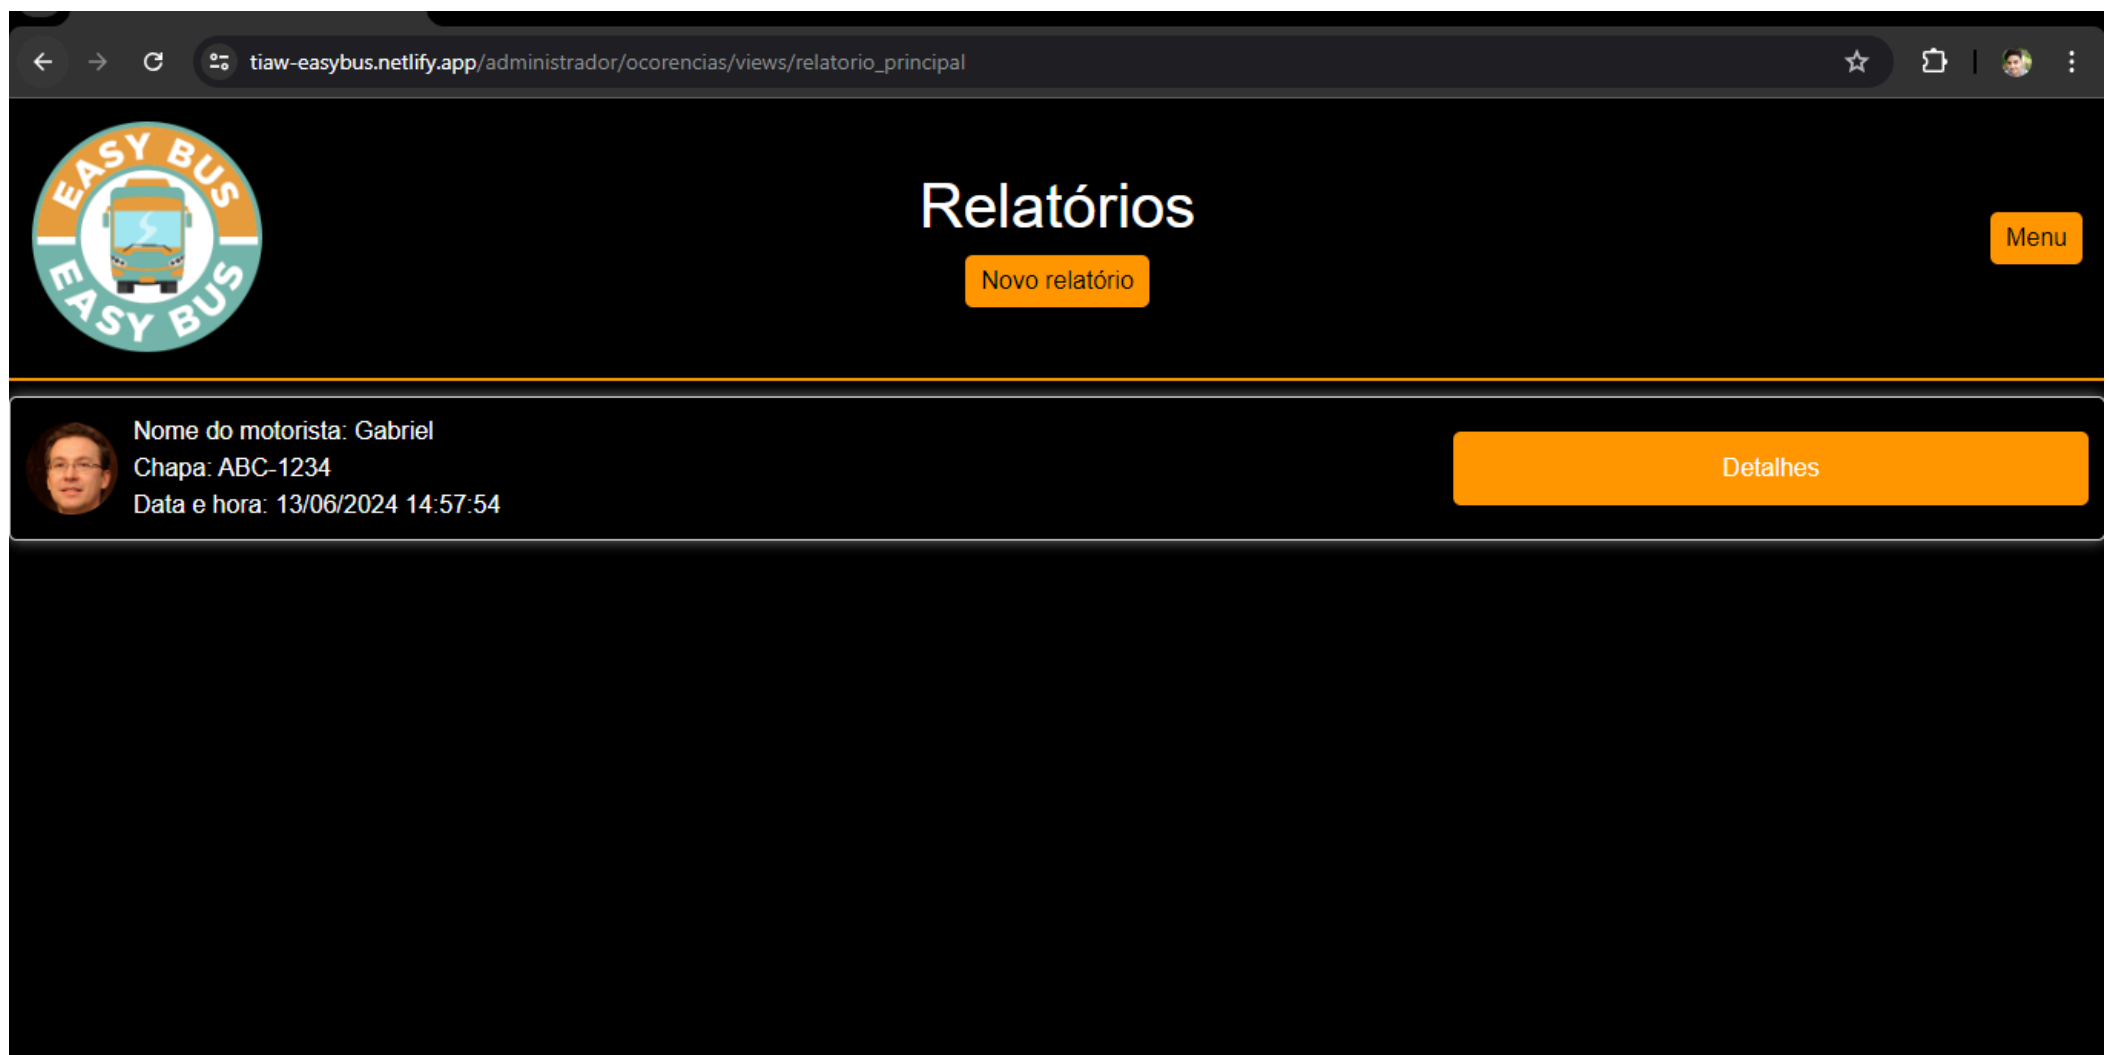 tiaw-easybus.netlify.app/administrador/ocorencias/views/relatorio_principal
EASY BUS
EASY BUS
Relatórios
Novo relatório
Menu
Nome do motorista: Gabriel
Chapa: ABC-1234
Data e hora: 13/06/2024 14:57:54
Detalhes